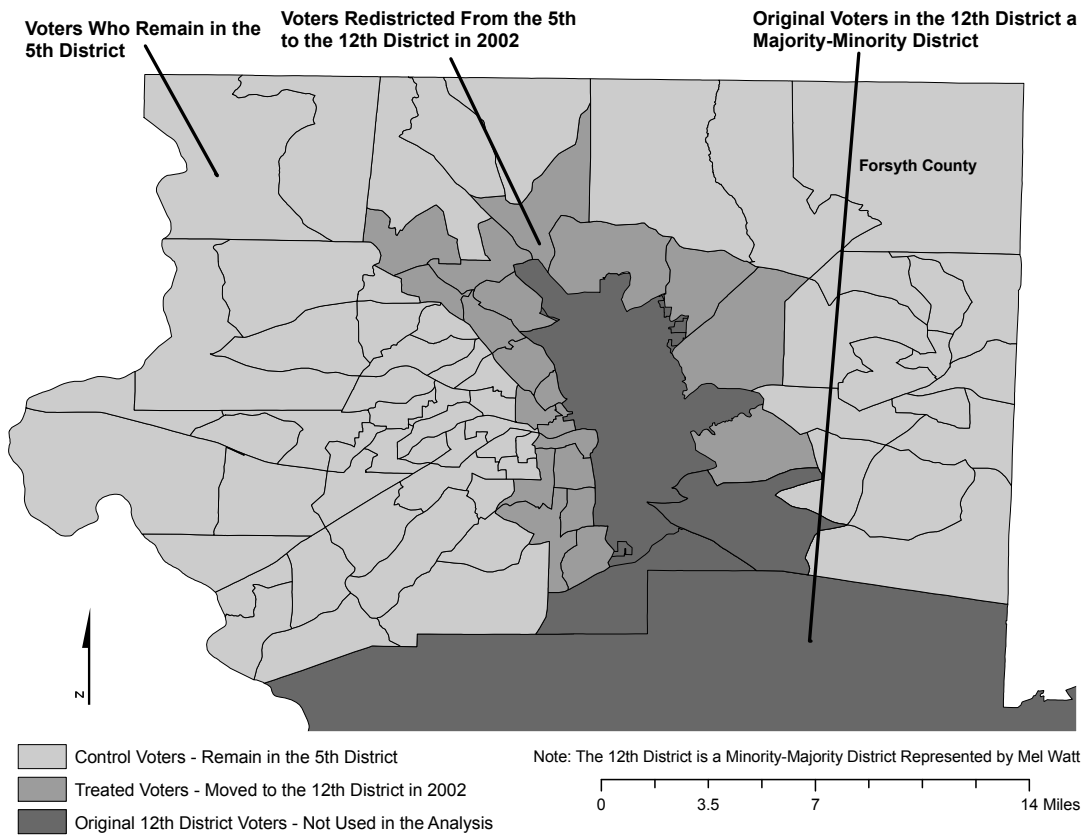 Voters Who Remain in the
5th District
Voters Redistricted From the 5th
to the 12th District in 2002
Original Voters in the 12th District a
Majority-Minority District
Forsyth County
N
Control Voters - Remain in the 5th District
Treated Voters - Moved to the 12th District in 2002
Original 12th District Voters - Not Used in the Analysis
Note: The 12th District is a Minority-Majority District Represented by Mel Watt
0 3.5 7 14 Miles